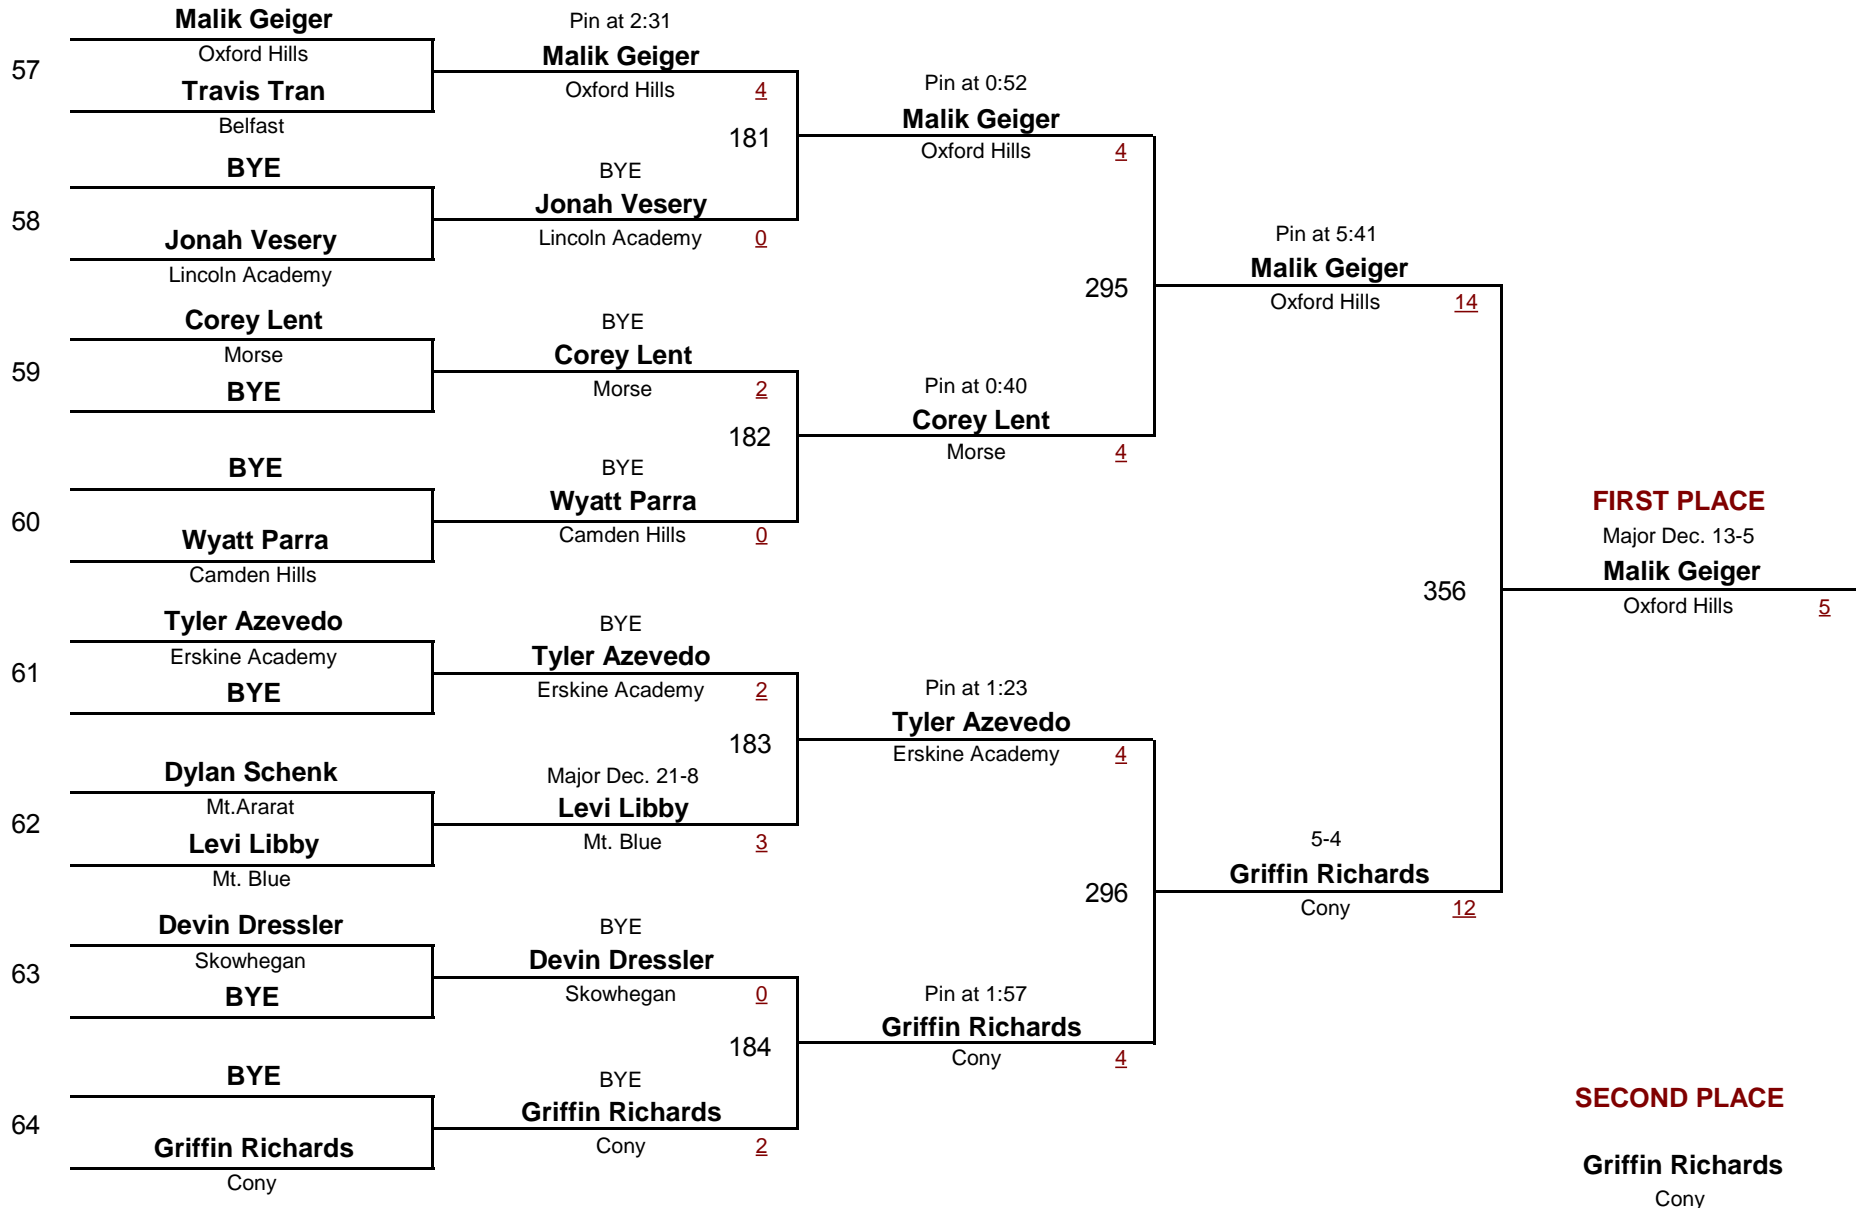 Malik Geiger
Oxford Hills
57
Travis Tran
Belfast
BYE
58
Jonah Vesery
Lincoln Academy
Corey Lent
Morse
59
BYE
BYE
60
Wyatt Parra
Camden Hills
Tyler Azevedo
Erskine Academy
61
BYE
Dylan Schenk
Mt.Ararat
62
Levi Libby
Mt. Blue
Devin Dressler
Skowhegan
63
BYE
BYE
64
Griffin Richards
Cony
Pin at 2:31
Malik Geiger
Oxford Hills 4
181
BYE
Jonah Vesery
Lincoln Academy 0
BYE
Corey Lent
Morse 2
182
BYE
Wyatt Parra
Camden Hills 0
BYE
Tyler Azevedo
Erskine Academy 2
183
Major Dec. 21-8
Levi Libby
Mt. Blue 3
BYE
Devin Dressler
Skowhegan 0
184
BYE
Griffin Richards
Cony 2
Pin at 0:52
Malik Geiger
Oxford Hills 4
295
Pin at 0:40
Corey Lent
Morse 4
Pin at 1:23
Tyler Azevedo
Erskine Academy 4
296
Pin at 1:57
Griffin Richards
Cony 4
Pin at 5:41
Malik Geiger
Oxford Hills 14
356
5-4
Griffin Richards
Cony 12
FIRST PLACE
Major Dec. 13-5
Malik Geiger
Oxford Hills 5
SECOND PLACE
Griffin Richards
Cony